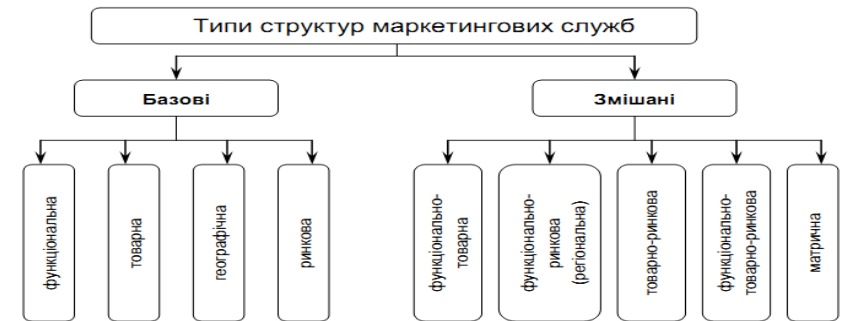 Типи структур маркетингових служб
Базові
Змішані
функціональна
товарна
географічна
ринкова
функціонально-
товарна
функціонально-
ринкова
(регіональна)
товарно-ринкова
функціонально-
товарно-ринкова
матрична